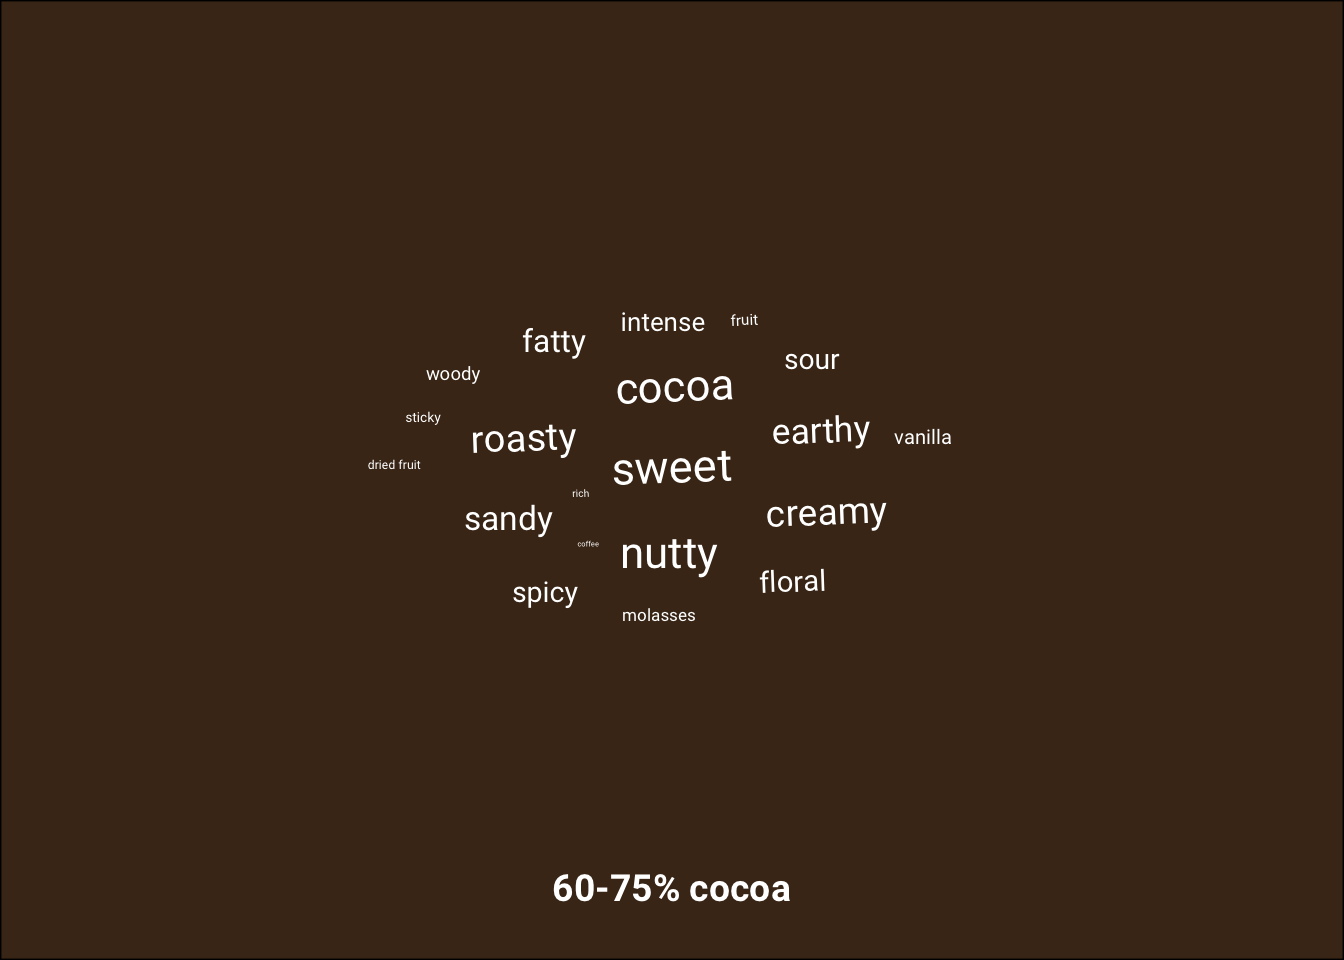 intense fruit
fatty
sour
woody
cocoa
sticky
earthy
roasty
vanilla
dried fruit
sweet
rich
sandy
creamy
coffee
nutty
floral
spicy
molasses
60-75% cocoa